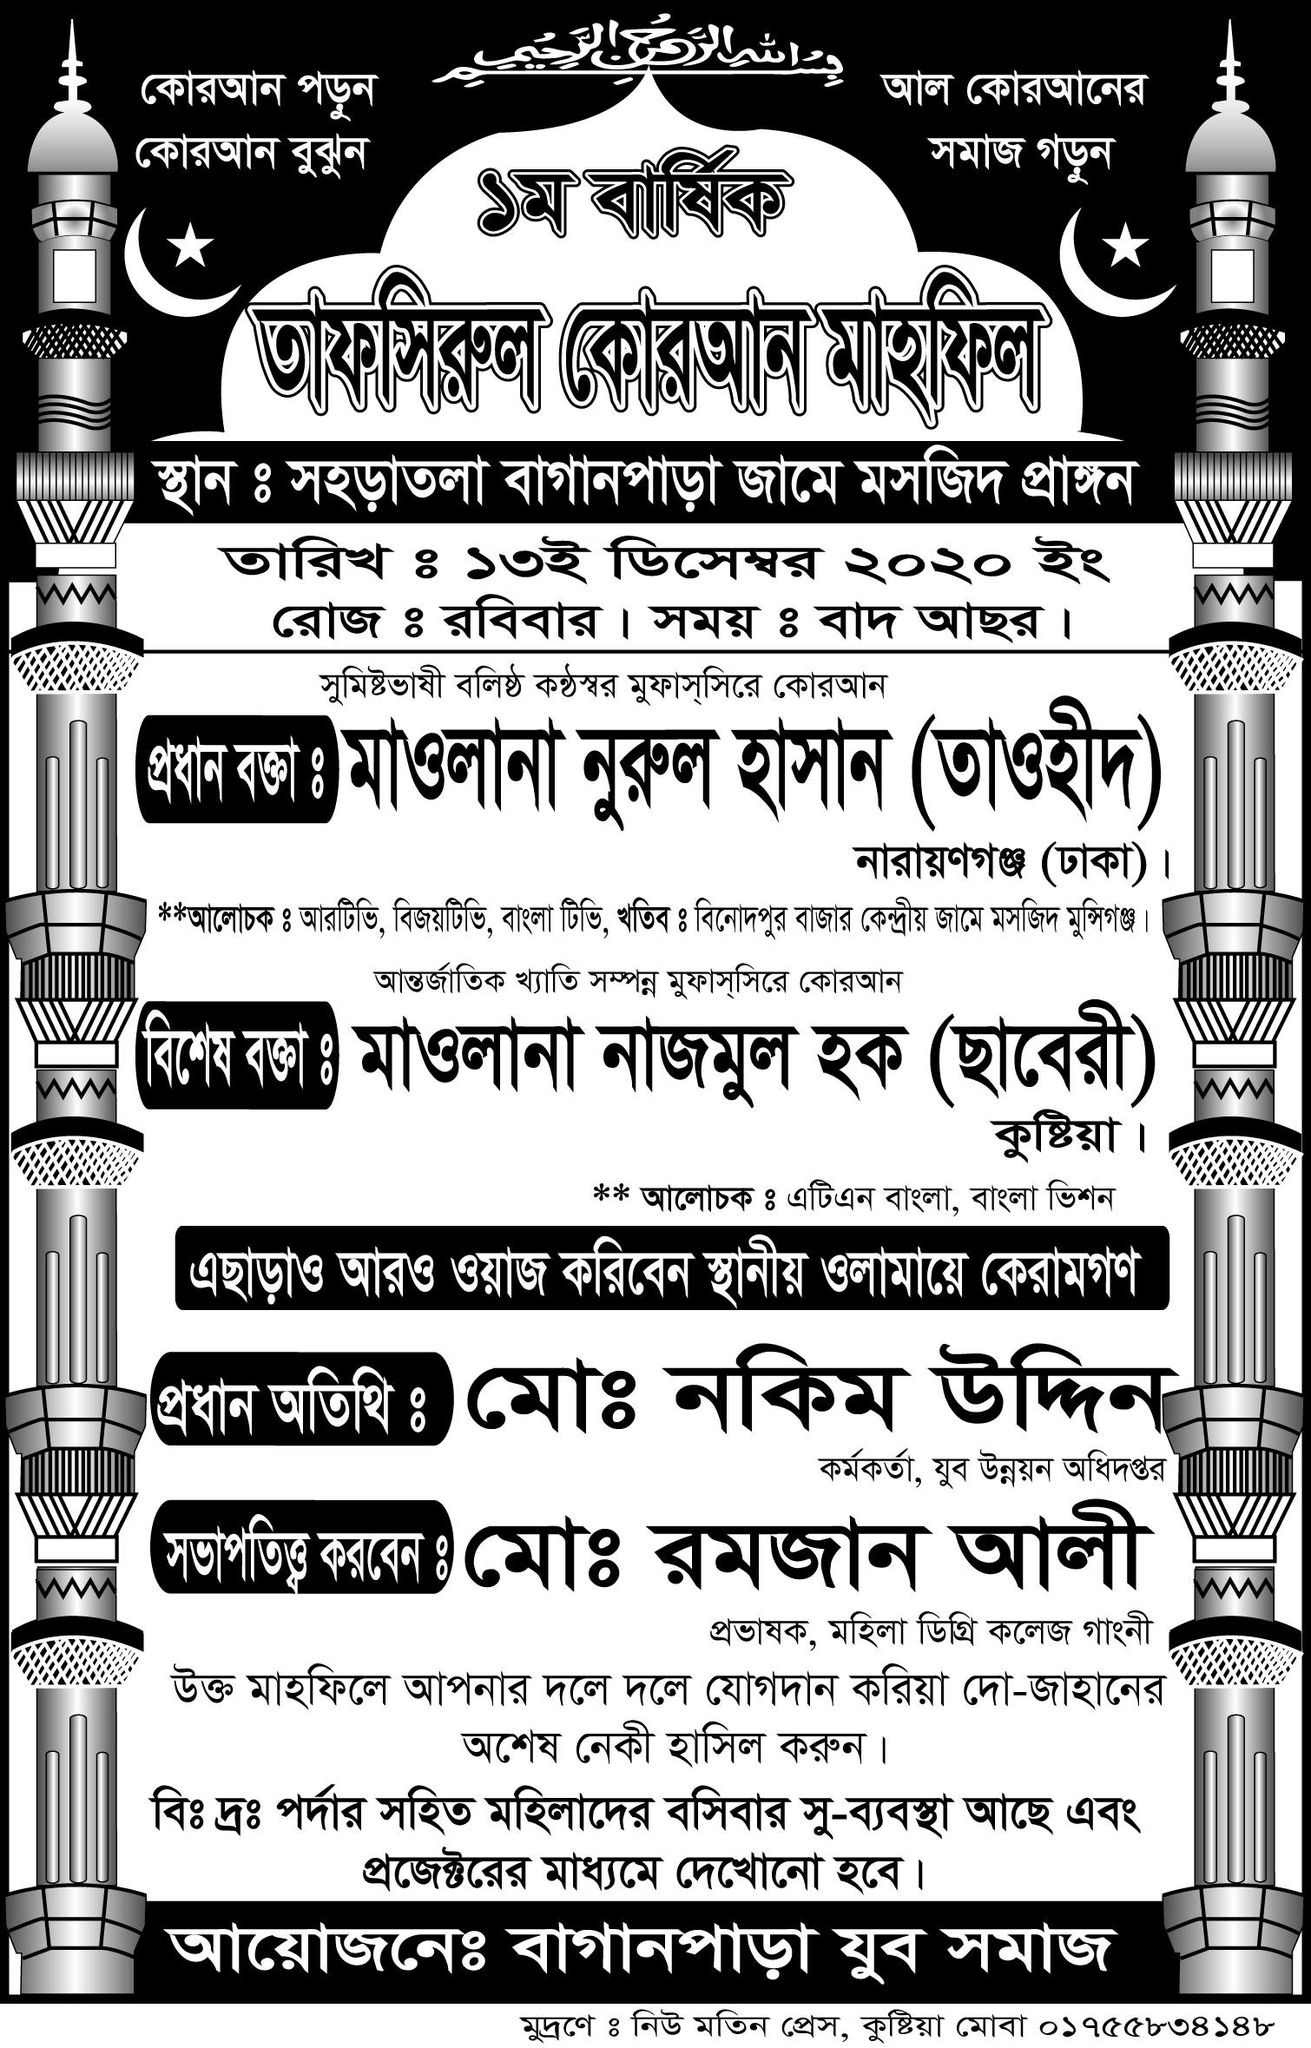 بسم الله الرحمن الرحيم
কোরআন পড়ুন
কোরআন বুঝুন
আল কোরআনের
সমাজ গড়ুন
১ম বার্ষিক
তাফসিরুল কোরআন মাহফিল
স্থান ঃ সহড়াতলা বাগানপাড়া জামে মসজিদ প্রাঙ্গন
তারিখ ঃ ১৩ই ডিসেম্বর ২০২০ ইং
রোজ ঃ রবিবার। সময় ঃ বাদ আছর।
সুমিষ্টভাষী বলিষ্ঠ কন্ঠস্বর মুফাস্সিরে কোরআন
প্রধান বক্তা ঃ মাওলানা নুরুল হাসান (তাওহীদ)
নারায়ণগঞ্জ (ঢাকা)।
**আলোচক ঃ আরটিভি, বিজয়টিভি, বাংলা টিভি, খতিব ঃ বিনোদপুর বাজার কেন্দ্রীয় জামে মসজিদ মুন্সিগঞ্জ।
আন্তর্জাতিক খ্যাতি সম্পন্ন মুফাস্সিরে কোরআন
বিশেষ বক্তা ঃ মাওলানা নাজমুল হক (ছাবেরী)
কুষ্টিয়া।
** আলোচক ঃ এটিএন বাংলা, বাংলা ভিশন
এছাড়াও আরও ওয়াজ করিবেন স্থানীয় ওলামায়ে কেরামগণ
প্রধান অতিথি ঃ মোঃ নকিম উদ্দিন
কর্মকর্তা, যুব উন্নয়ন অধিদপ্তর
সভাপতিত্ত্ব করবেন ঃ মোঃ রমজান আলী
প্রভাষক, মহিলা ডিগ্রি কলেজ গাংনী
উক্ত মাহফিলে আপনার দলে দলে যোগদান করিয়া দো-জাহানের
অশেষ নেকী হাসিল করুন।
বিঃ দ্রঃ পর্দার সহিত মহিলাদের বসিবার সু-ব্যবস্থা আছে এবং
প্রজেক্টরের মাধ্যমে দেখোনো হবে।
আয়োজনেঃ বাগানপাড়া যুব সমাজ
মুদ্রণে ঃ নিউ মতিন প্রেস, কুষ্টিয়া মোবা ০১৭৫৫৮৩৪১৪৮